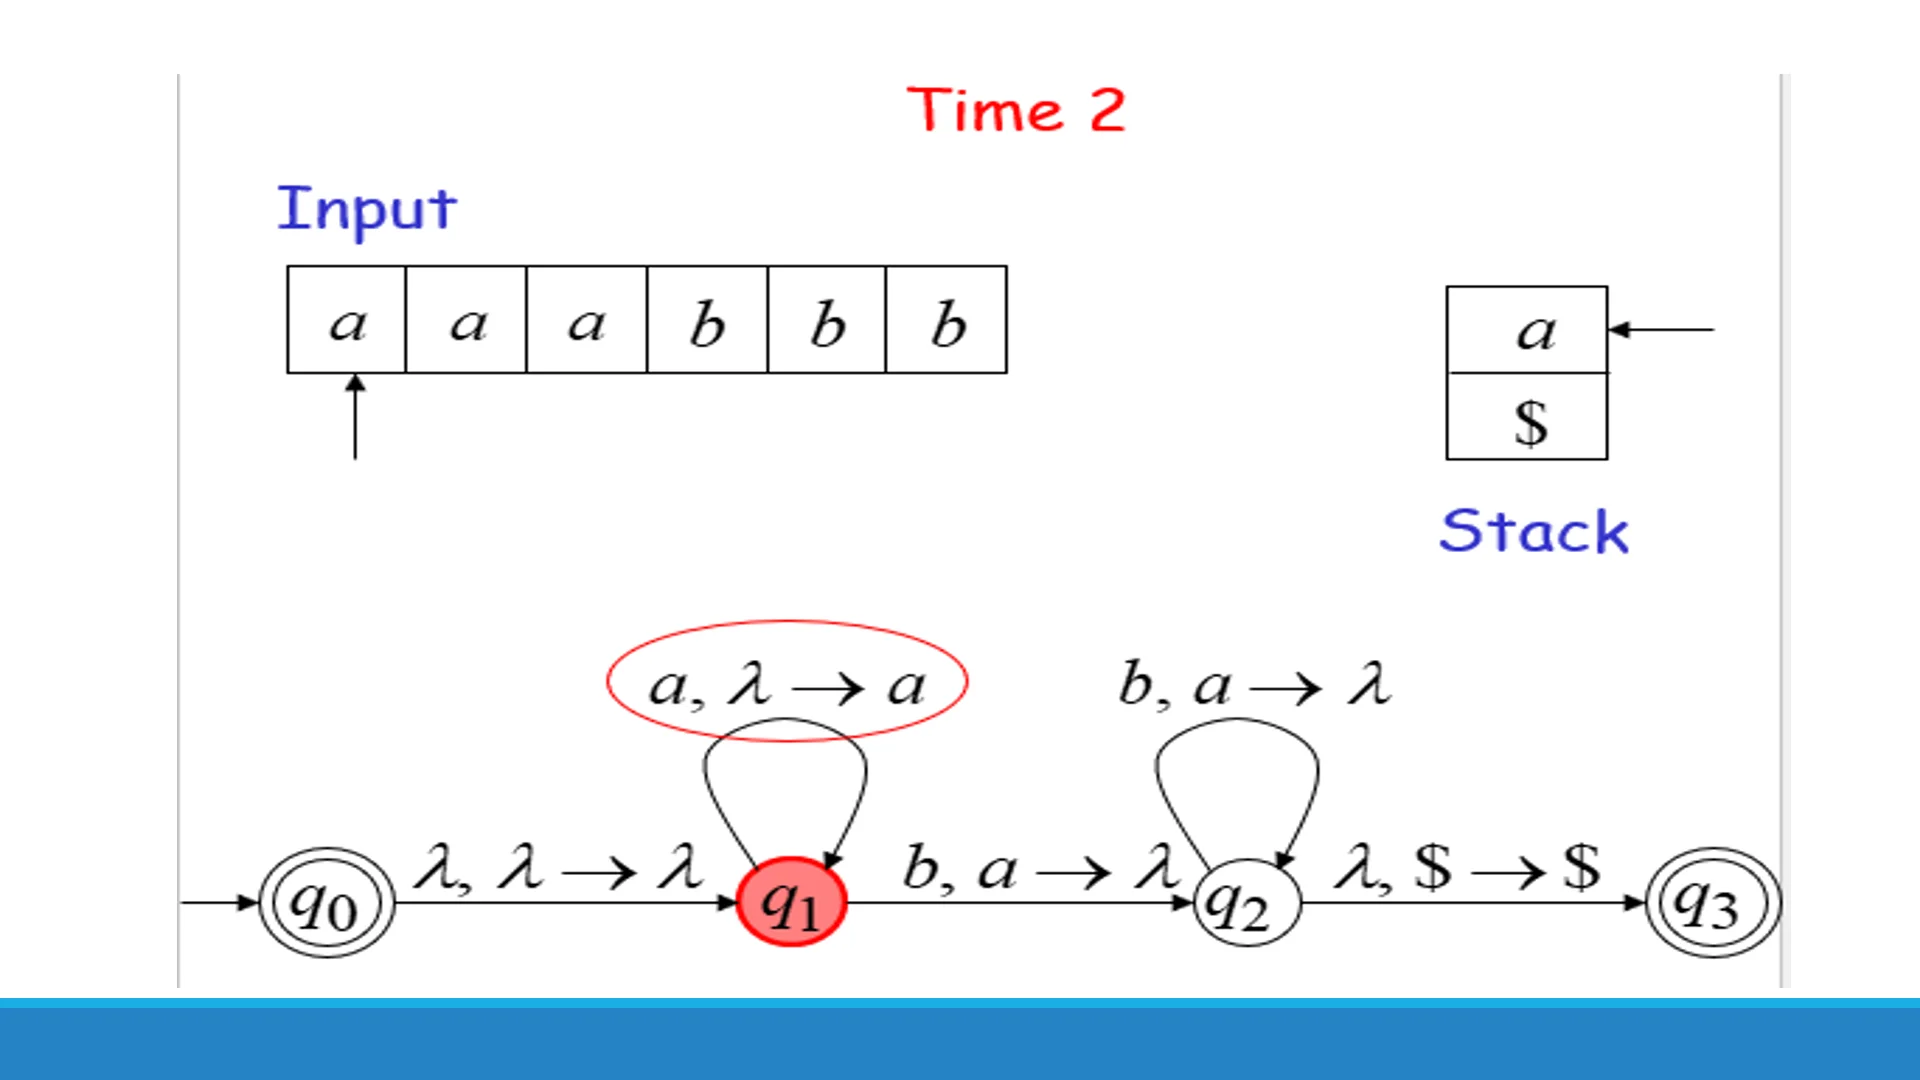 Time 2
Input
a a a b b b
a
$
Stack
a, λ → a
b, a → λ
q0 λ, λ → λ q1 b, a → λ q2 λ, $ → $ q3